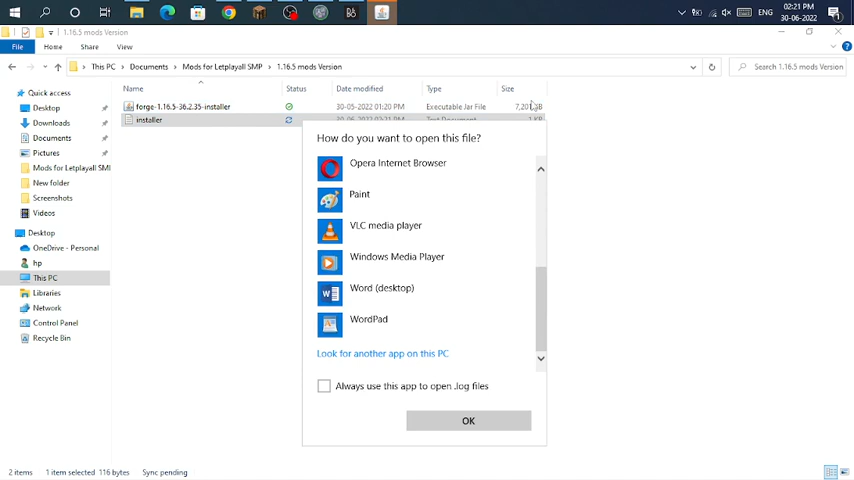 ENG
02:21 PM
30-06-2022
1
1.16.5 mods Version
File
Home
Share
View
This PC > Documents > Mods for Letplayall SMP > 1.16.5 mods Version
Search 1.16.5 mods Version
Name
Status
Date modified
Type
Size
forge-1.16.5-36.2.35-installer
30-05-2022 01:20 PM
Executable Jar File
installer
Text Document
1 KB
Quick access
Desktop
Downloads
Documents
Pictures
Mods for Letplayall SM
New folder
Screenshots
Videos
Desktop
OneDrive - Personal
hp
This PC
Libraries
Network
Control Panel
Recycle Bin
How do you want to open this file?
Opera Internet Browser
Paint
VLC media player
Windows Media Player
Word (desktop)
WordPad
Look for another app on this PC
Always use this app to open .log files
OK
2 items
1 item selected 116 bytes
Sync pending